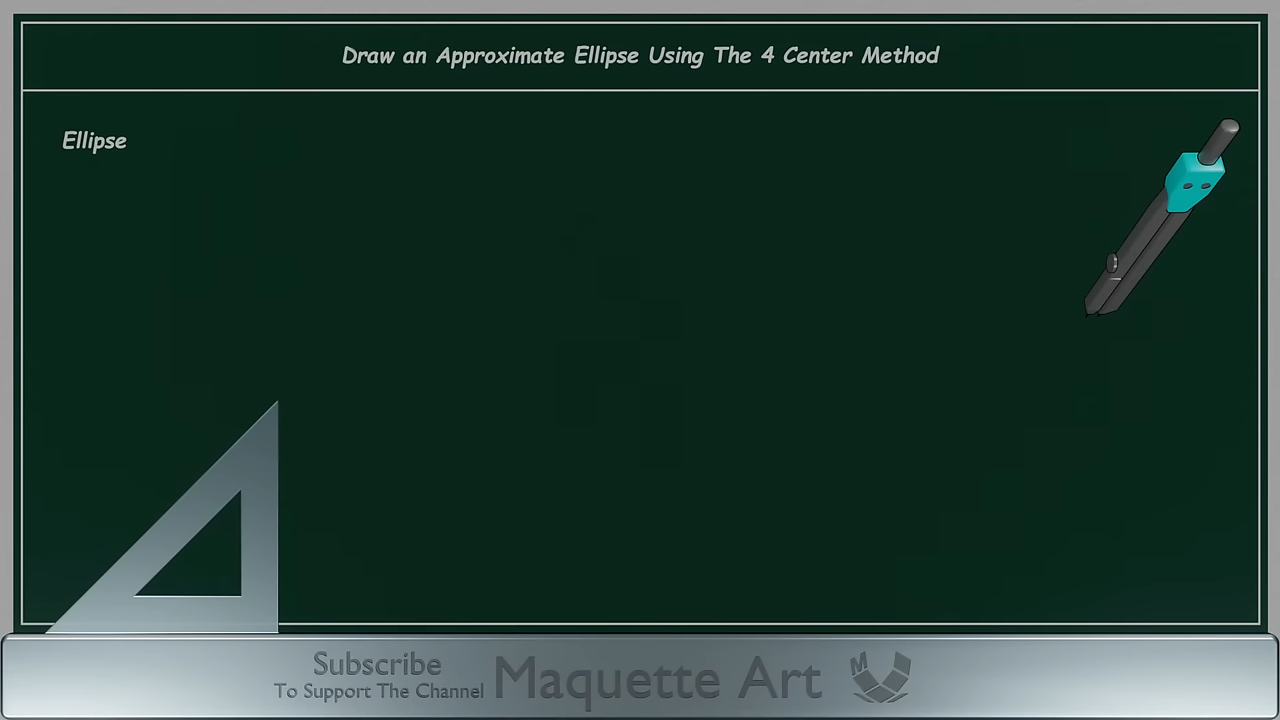 Draw an Approximate Ellipse Using The 4 Center Method
Ellipse
Subscribe
To Support The Channel
Maquette Art
M